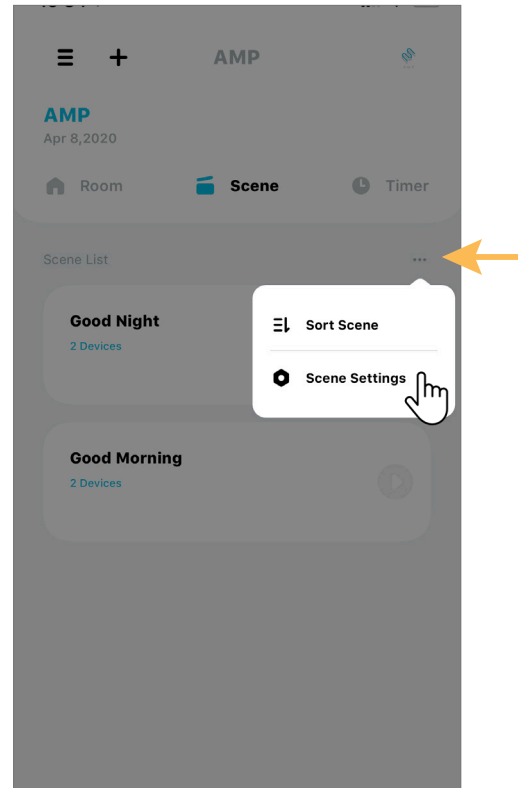 AMP
AMP
Apr 8,2020
Room
Scene
Timer
Scene List
Sort Scene
Scene Settings
Good Night
2 Devices
Good Morning
2 Devices